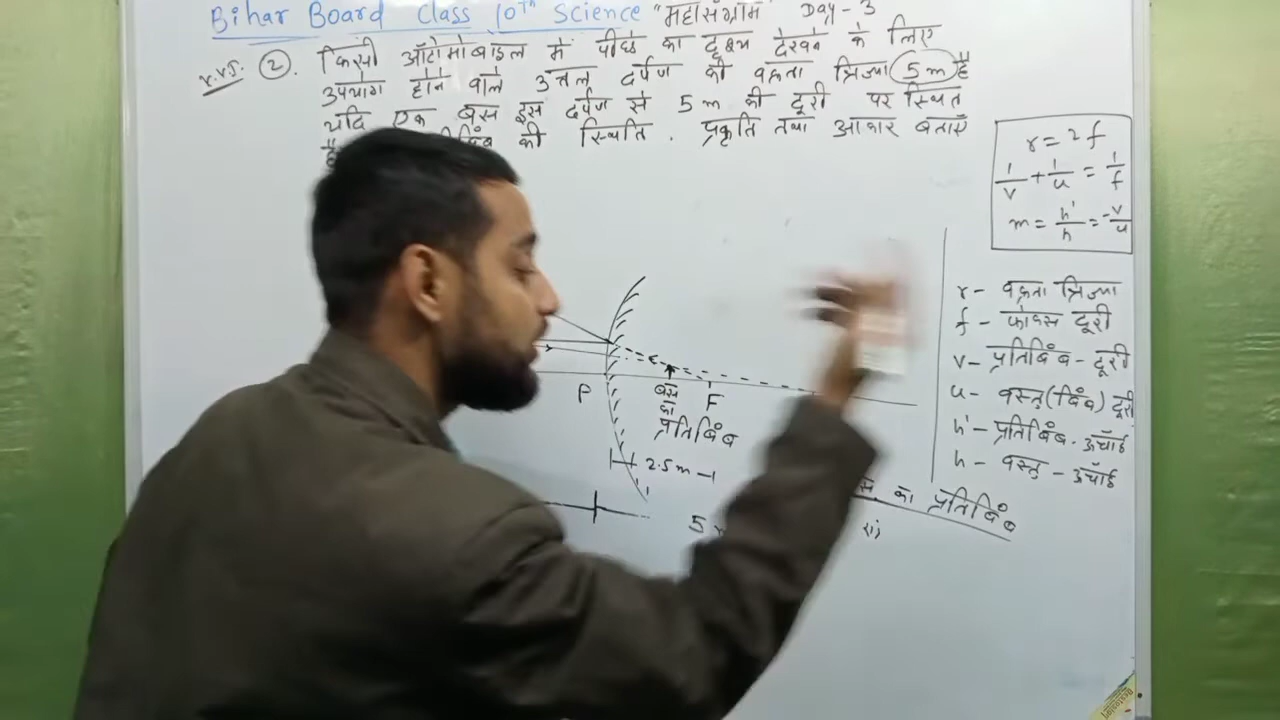 Bihar Board Class 10th Science "महासंग्राम" Day-3
V.V.I. ②. किसी ऑटोमोबाइल में पीछे का दृश्य देखने के लिए
उपयोग होने वाले उत्तल दर्पण की वक्रता त्रिज्या 5 m है
यदि एक बस इस दर्पण से 5 m की दूरी पर स्थित
की स्थिति . प्रकृति तथा आकार बताएँ
r = 2f
1/v + 1/u = 1/f
m = h'/h = -v/u
r - वक्रता त्रिज्या
f - फोकस दूरी
v - प्रतिबिंब - दूरी
u - वस्तु (बिंब) दूरी
h' - प्रतिबिंब - ऊँचाई
h - वस्तु - ऊँचाई
P
बस
का
प्रतिबिंब
F
2.5m
5
का प्रतिबिंब